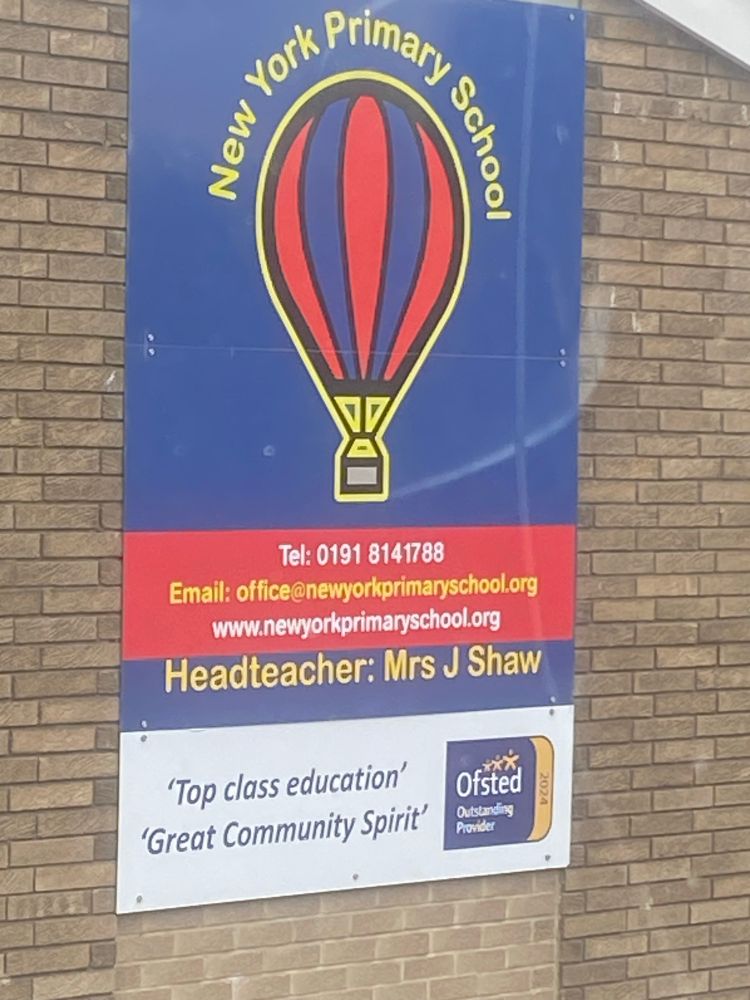 New York Primary School
Tel: 0191 8141788
Email: office@newyorkprimaryschool.org
www.newyorkprimaryschool.org
Headteacher: Mrs J Shaw
‘Top class education’
‘Great Community Spirit’
Ofsted
Outstanding
Provider
2024